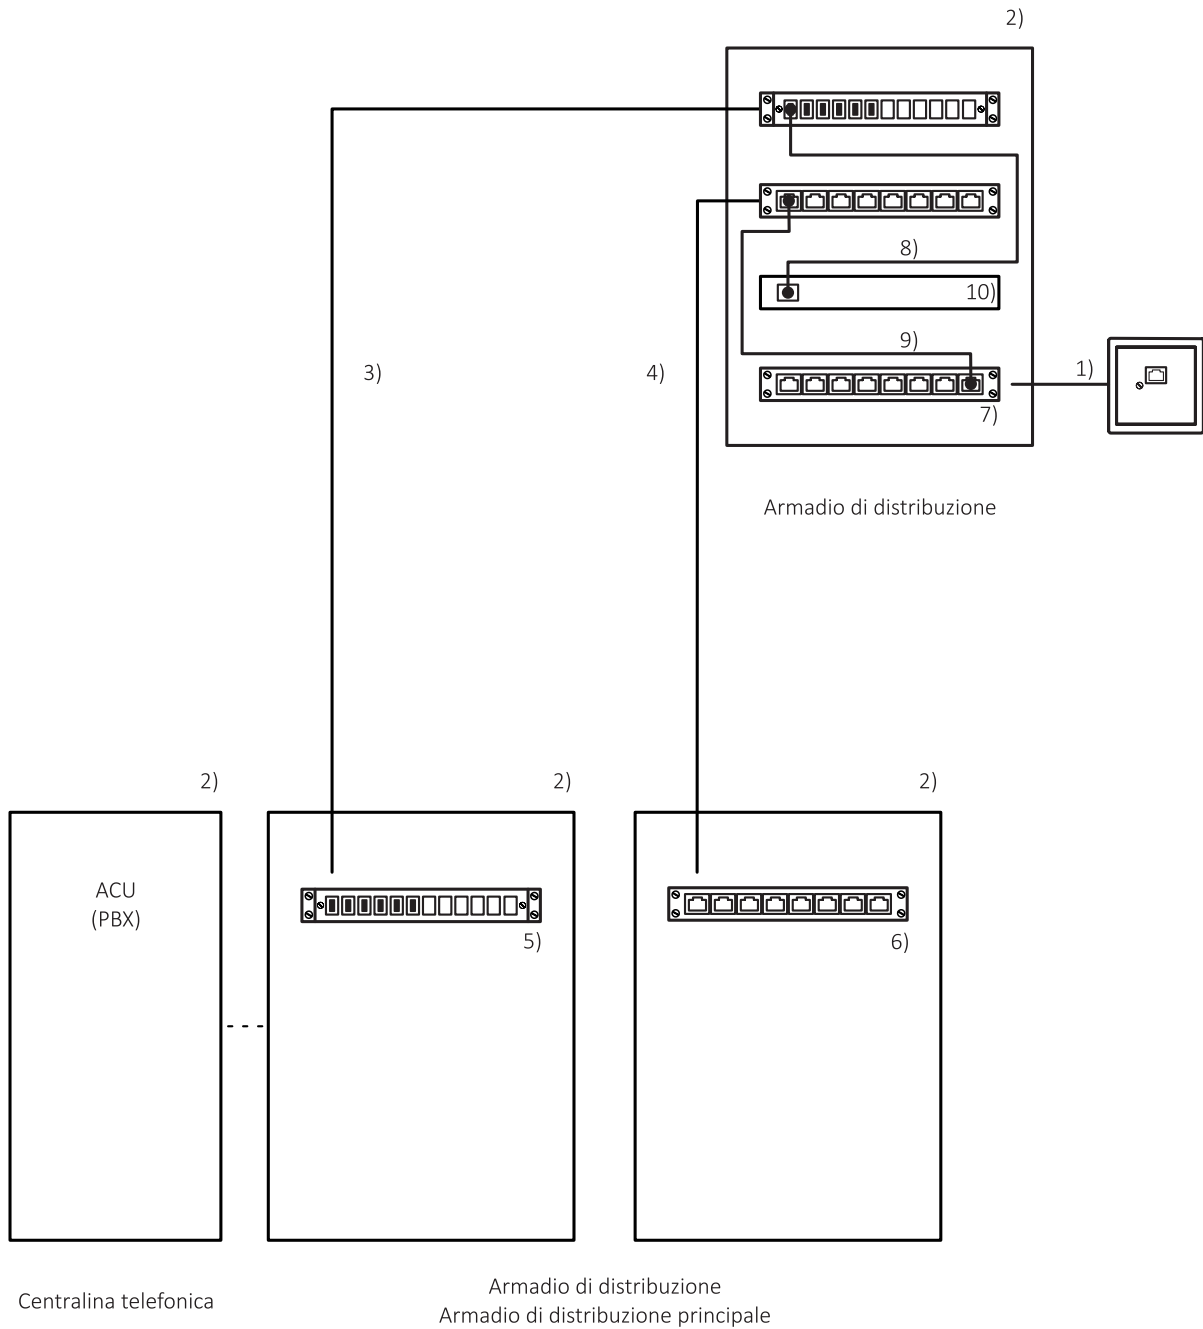 2)
8)
10)
9)
3)
4)
1)
7)
Armadio di distribuzione
2)
2)
2)
ACU
(PBX)
5)
6)
Centralina telefonica
Armadio di distribuzione
Armadio di distribuzione principale